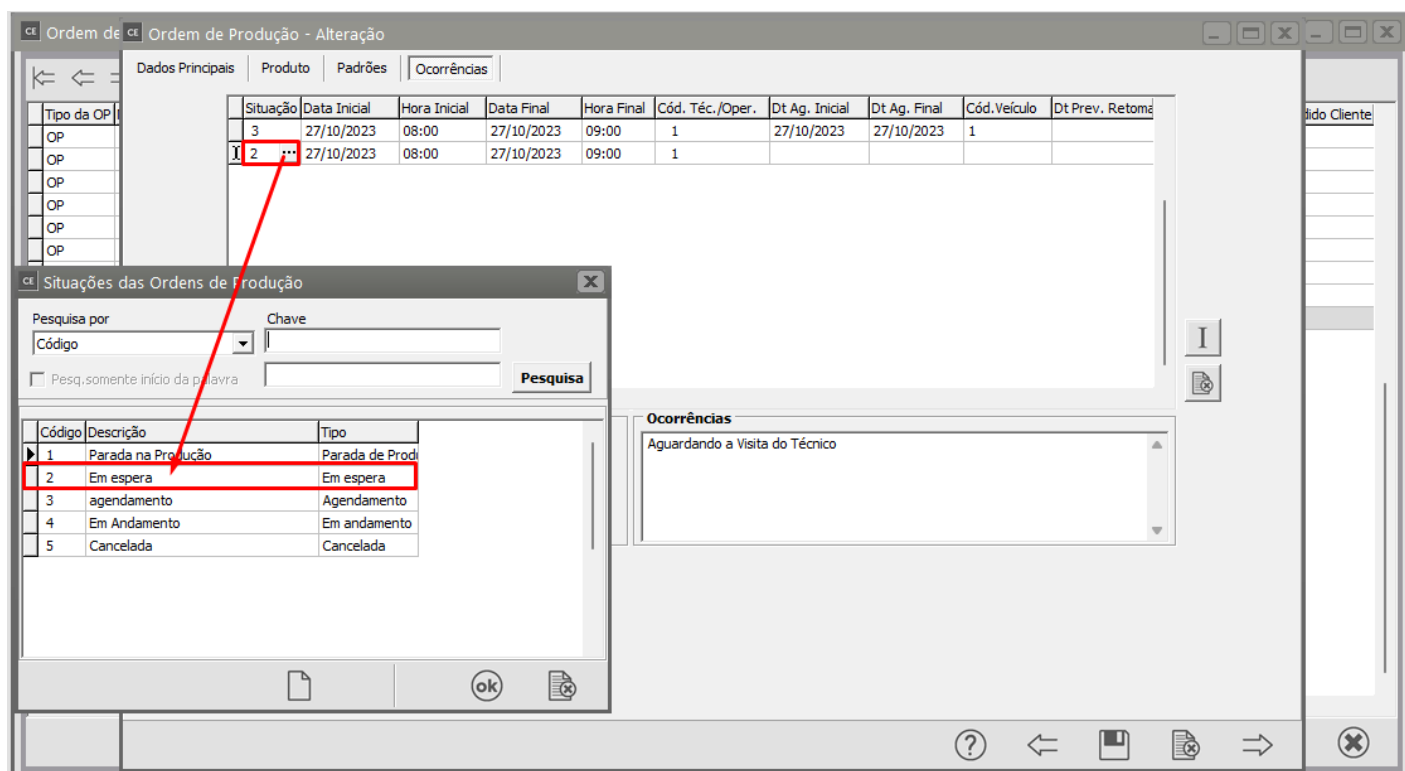 CE Ordem de
CE Ordem de Produção - Alteração
Dados Principais Produto Padrões Ocorrências
Tipo da OP
OP
OP
OP
OP
OP
OP
Situação Data Inicial Hora Inicial Data Final Hora Final Cód. Téc./Oper. Dt Ag. Inicial Dt Ag. Final Cód.Veículo Dt Prev. Retoma
3 27/10/2023 08:00 27/10/2023 09:00 1 27/10/2023 27/10/2023 1
2 ... 27/10/2023 08:00 27/10/2023 09:00 1
dido Cliente
CE Situações das Ordens de Produção
Pesquisa por Chave
Código
Pesq.somente início da palavra
Pesquisa
Código Descrição Tipo
1 Parada na Produção Parada de Prod
2 Em espera Em espera
3 agendamento Agendamento
4 Em Andamento Em andamento
5 Cancelada Cancelada
ok
Ocorrências
Aguardando a Visita do Técnico
I
?